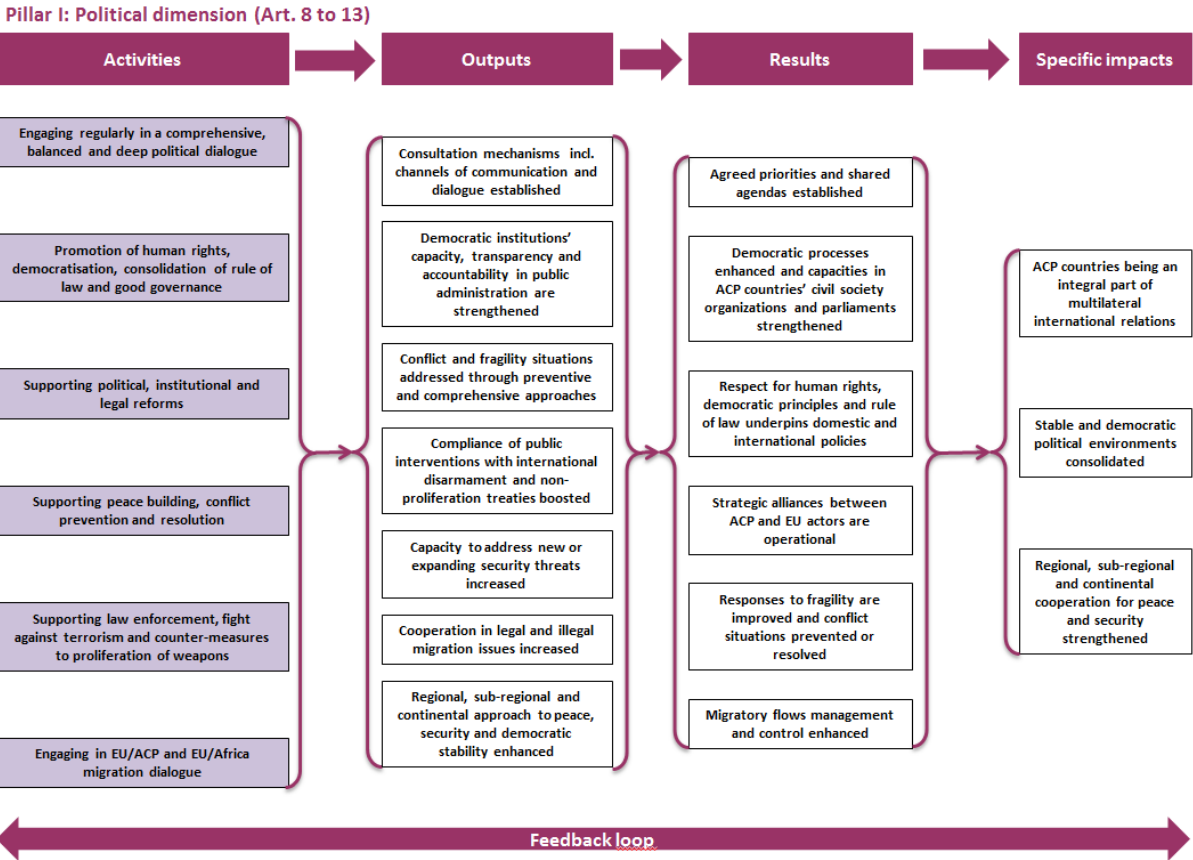 Pillar I: Political dimension (Art. 8 to 13)
Activities
Outputs
Results
Specific impacts
Engaging regularly in a comprehensive,
balanced and deep political dialogue
Promotion of human rights,
democratisation, consolidation of rule of
law and good governance
Supporting political, institutional and
legal reforms
Supporting peace building, conflict
prevention and resolution
Supporting law enforcement, fight
against terrorism and counter-measures
to proliferation of weapons
Engaging in EU/ACP and EU/Africa
migration dialogue
Consultation mechanisms incl.
channels of communication and
dialogue established
Democratic institutions'
capacity, transparency and
accountability in public
administration are
strengthened
Conflict and fragility situations
addressed through preventive
and comprehensive approaches
Compliance of public
interventions with international
disarmament and non-
proliferation treaties boosted
Capacity to address new or
expanding security threats
increased
Cooperation in legal and illegal
migration issues increased
Regional, sub-regional and
continental approach to peace,
security and democratic
stability enhanced
Agreed priorities and shared
agendas established
Democratic processes
enhanced and capacities in
ACP countries' civil society
organizations and parliaments
strengthened
Respect for human rights,
democratic principles and rule
of law underpins domestic and
international policies
Strategic alliances between
ACP and EU actors are
operational
Responses to fragility are
improved and conflict
situations prevented or
resolved
Migratory flows management
and control enhanced
ACP countries being an
integral part of
multilateral
international relations
Stable and democratic
political environments
consolidated
Regional, sub-regional
and continental
cooperation for peace
and security
strengthened
Feedback loop